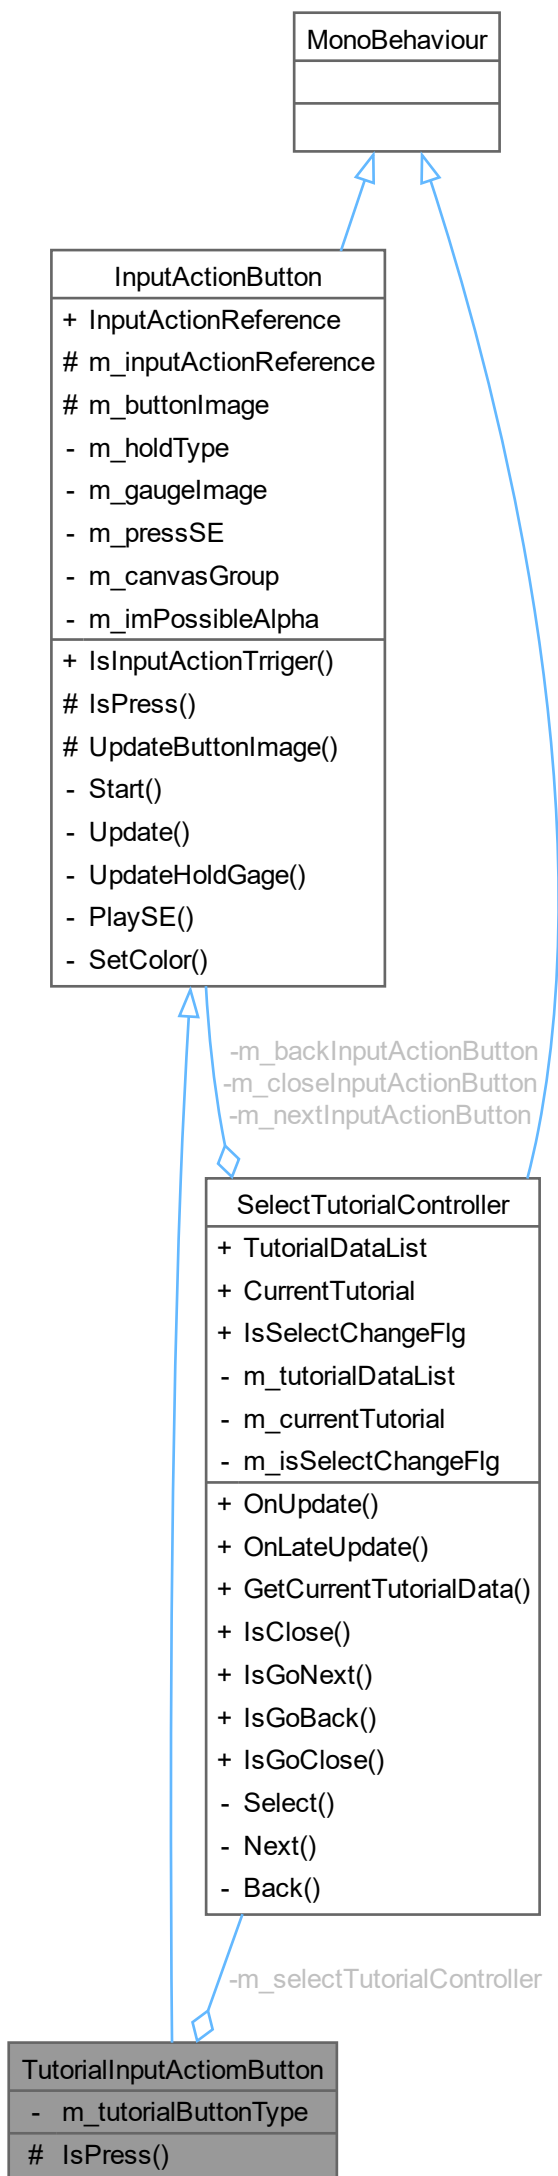 MonoBehaviour
InputActionButton
+ InputActionReference
# m_inputActionReference
# m_buttonImage
- m_holdType
- m_gaugeImage
- m_pressSE
- m_canvasGroup
- m_imPossibleAlpha
+ IsInputActionTrriger()
# IsPress()
# UpdateButtonImage()
- Start()
- Update()
- UpdateHoldGage()
- PlaySE()
- SetColor()
-m_backInputActionButton
-m_closeInputActionButton
-m_nextInputActionButton
SelectTutorialController
+ TutorialDataList
+ CurrentTutorial
+ IsSelectChangeFlg
- m_tutorialDataList
- m_currentTutorial
- m_isSelectChangeFlg
+ OnUpdate()
+ OnLateUpdate()
+ GetCurrentTutorialData()
+ IsClose()
+ IsGoNext()
+ IsGoBack()
+ IsGoClose()
- Select()
- Next()
- Back()
-m_selectTutorialController
TutorialInputActiomButton
- m_tutorialButtonType
# IsPress()